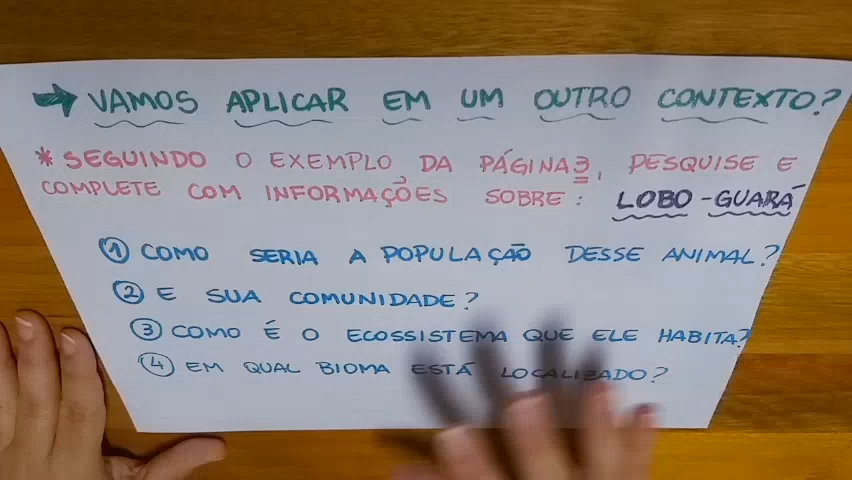 → VAMOS APLICAR EM UM OUTRO CONTEXTO?
* SEGUINDO O EXEMPLO DA PÁGINA 3, PESQUISE E
COMPLETE COM INFORMAÇÕES SOBRE: LOBO-GUARÁ
1 COMO SERIA A POPULAÇÃO DESSE ANIMAL?
2 E SUA COMUNIDADE?
3 COMO É O ECOSSISTEMA QUE ELE HABITA?
4 EM QUAL BIOMA ESTÁ LOCALIZADO?